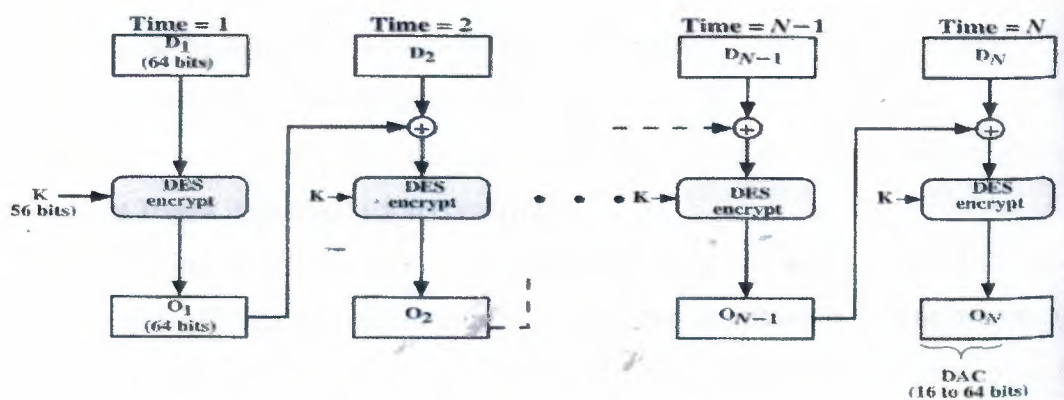 Time = 1
Time = 2
Time = N−1
Time = N
D1
(64 bits)
D2
DN−1
DN
+
+
+
K
56 bits)
DES
encrypt
K
DES
encrypt
K
DES
encrypt
K
DES
encrypt
O1
(64 bits)
O2
ON−1
ON
DAC
(16 to 64 bits)